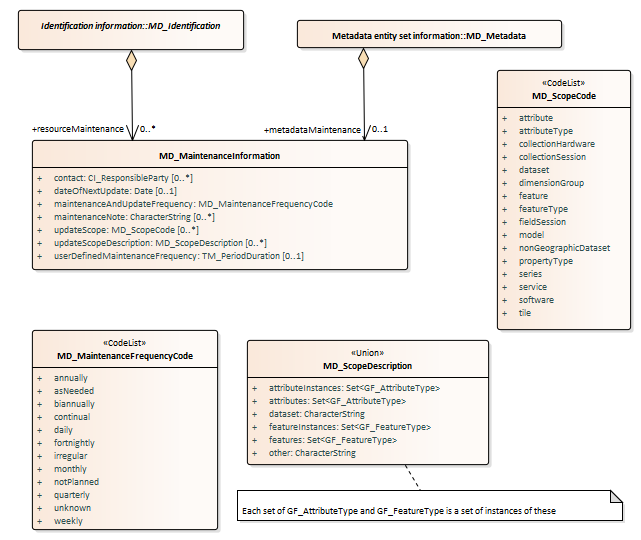 Identification information::MD_Identification
Metadata entity set information::MD_Metadata
+resourceMaintenance
0..*
+metadataMaintenance
0..1
MD_MaintenanceInformation
+ contact: CI_ResponsibleParty [0..*]
+ dateOfNextUpdate: Date [0..1]
+ maintenanceAndUpdateFrequency: MD_MaintenanceFrequencyCode
+ maintenanceNote: CharacterString [0..*]
+ updateScope: MD_ScopeCode [0..*]
+ updateScopeDescription: MD_ScopeDescription [0..*]
+ userDefinedMaintenanceFrequency: TM_PeriodDuration [0..1]
«CodeList»
MD_ScopeCode
+ attribute
+ attributeType
+ collectionHardware
+ collectionSession
+ dataset
+ dimensionGroup
+ feature
+ featureType
+ fieldSession
+ model
+ nonGeographicDataset
+ propertyType
+ series
+ service
+ software
+ tile
«CodeList»
MD_MaintenanceFrequencyCode
+ annually
+ asNeeded
+ biannually
+ continual
+ daily
+ fortnightly
+ irregular
+ monthly
+ notPlanned
+ quarterly
+ unknown
+ weekly
«Union»
MD_ScopeDescription
+ attributeInstances: Set<GF_AttributeType>
+ attributes: Set<GF_AttributeType>
+ dataset: CharacterString
+ featureInstances: Set<GF_FeatureType>
+ features: Set<GF_FeatureType>
+ other: CharacterString
Each set of GF_AttributeType and GF_FeatureType is a set of instances of these